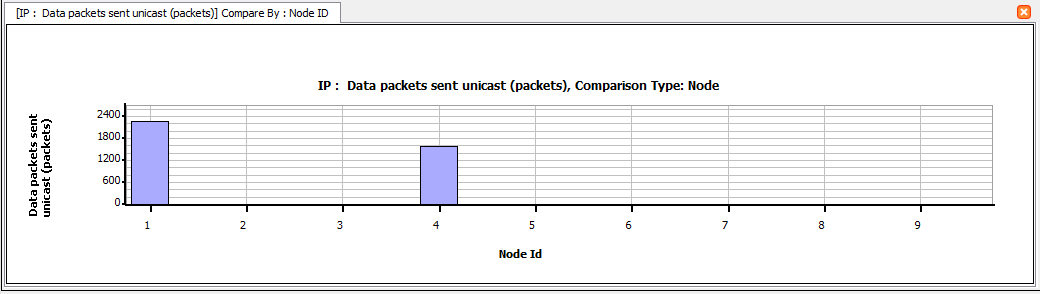 [IP :  Data packets sent unicast (packets)] Compare By : Node ID
IP :  Data packets sent unicast (packets), Comparison Type: Node
Data packets sent
unicast (packets)
2400
1800
1200
600
0
1 2 3 4 5 6 7 8 9
Node Id